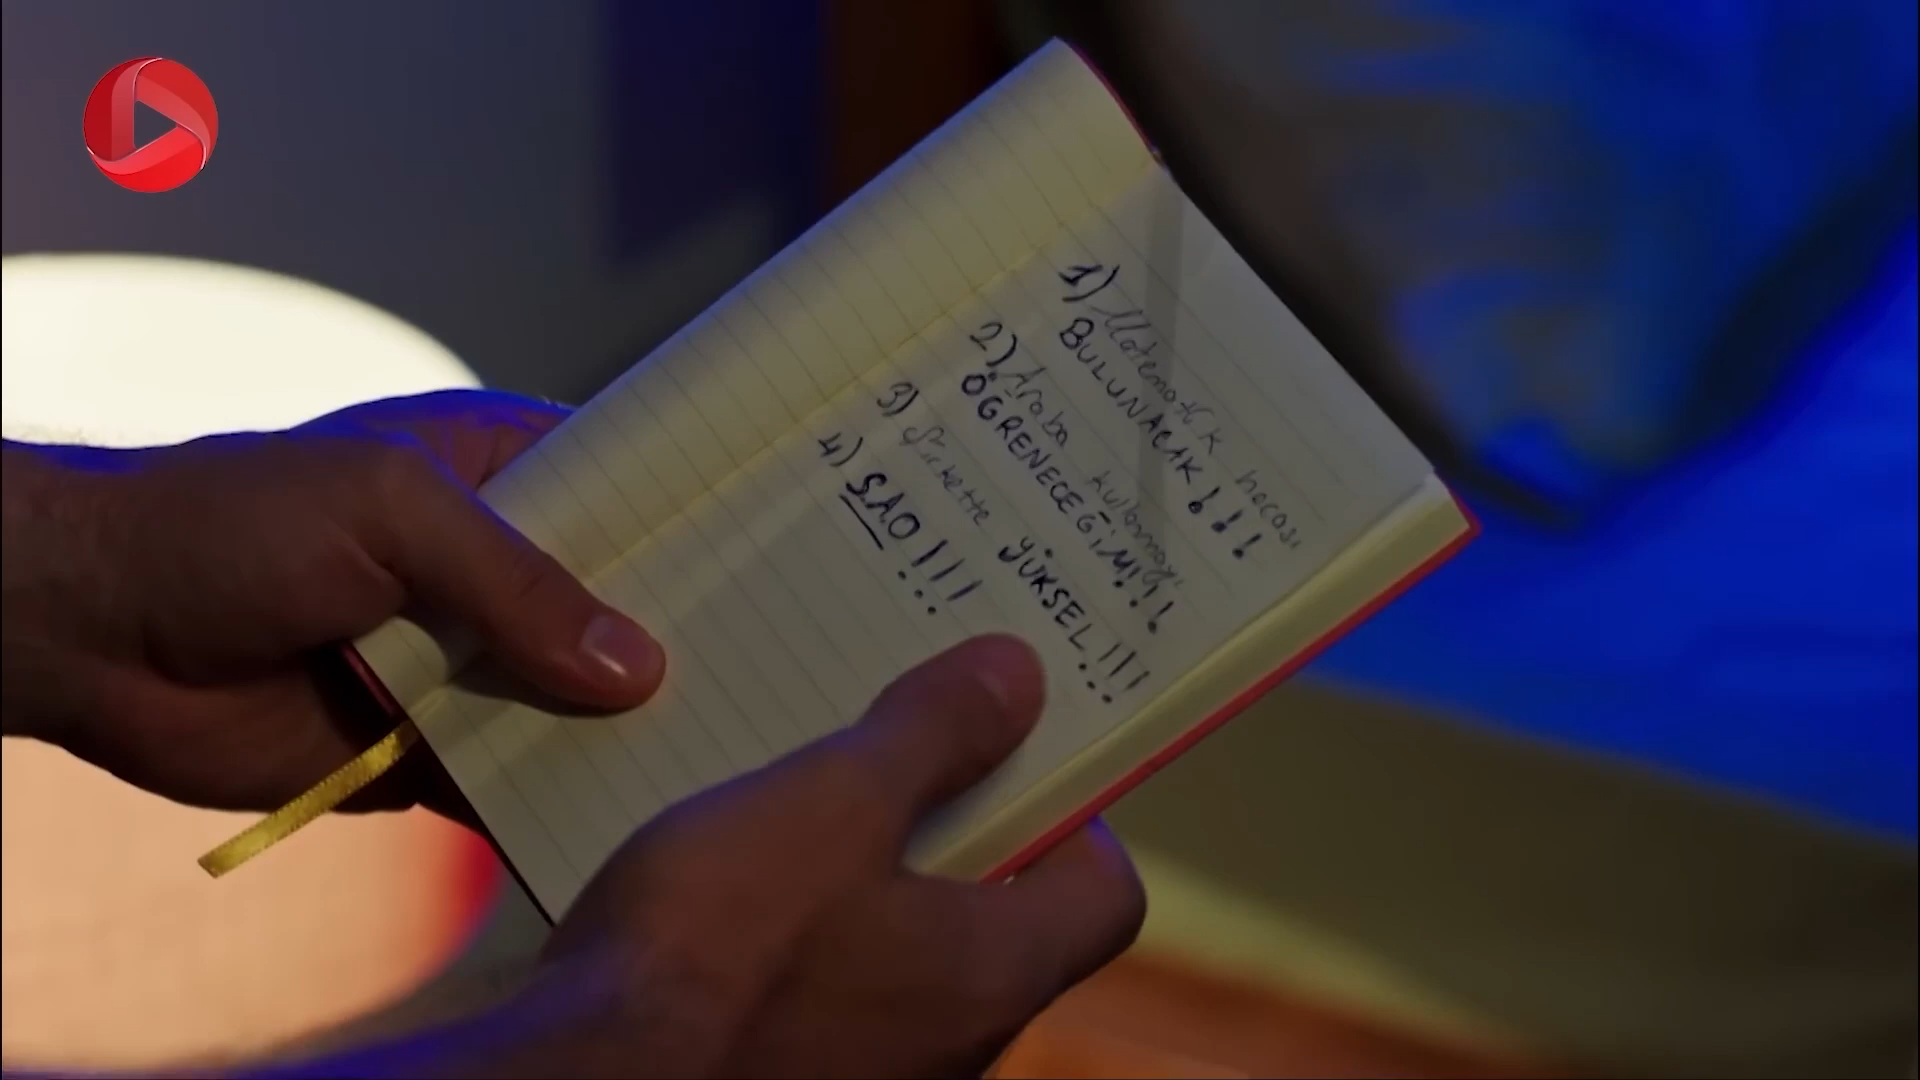 1) Matematik hocası
BULUNACAK!!!
2) Araba kullanmayı
ÖĞRENECEĞİM!!!
3) Şirkette YÜKSEL!!!
4) SAO!!!